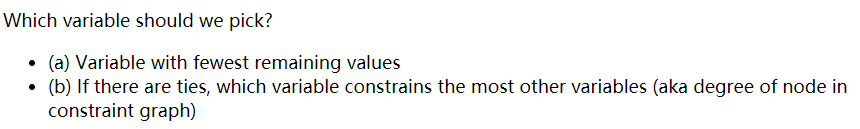 Which variable should we pick?
• (a) Variable with fewest remaining values
• (b) If there are ties, which variable constrains the most other variables (aka degree of node in
constraint graph)